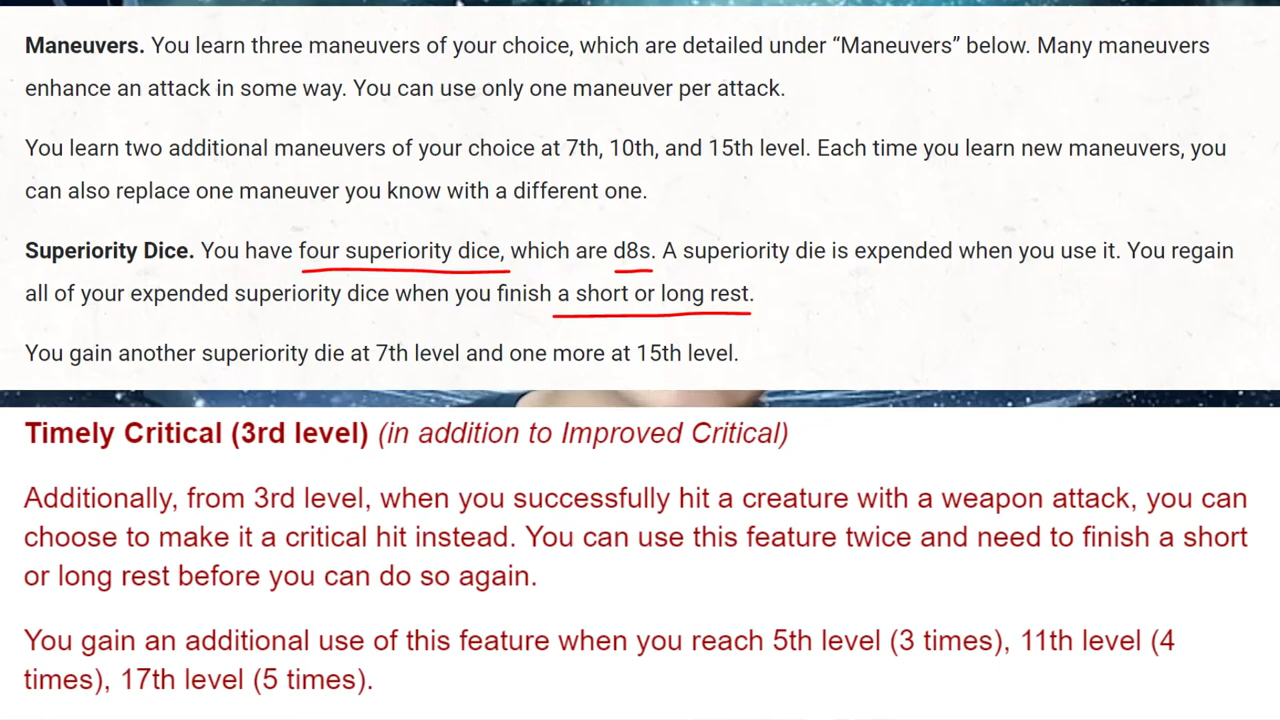 Maneuvers. You learn three maneuvers of your choice, which are detailed under “Maneuvers” below. Many maneuvers
enhance an attack in some way. You can use only one maneuver per attack.
You learn two additional maneuvers of your choice at 7th, 10th, and 15th level. Each time you learn new maneuvers, you
can also replace one maneuver you know with a different one.
Superiority Dice. You have four superiority dice, which are d8s. A superiority die is expended when you use it. You regain
all of your expended superiority dice when you finish a short or long rest.
You gain another superiority die at 7th level and one more at 15th level.
Timely Critical (3rd level) (in addition to Improved Critical)
Additionally, from 3rd level, when you successfully hit a creature with a weapon attack, you can
choose to make it a critical hit instead. You can use this feature twice and need to finish a short
or long rest before you can do so again.
You gain an additional use of this feature when you reach 5th level (3 times), 11th level (4
times), 17th level (5 times).